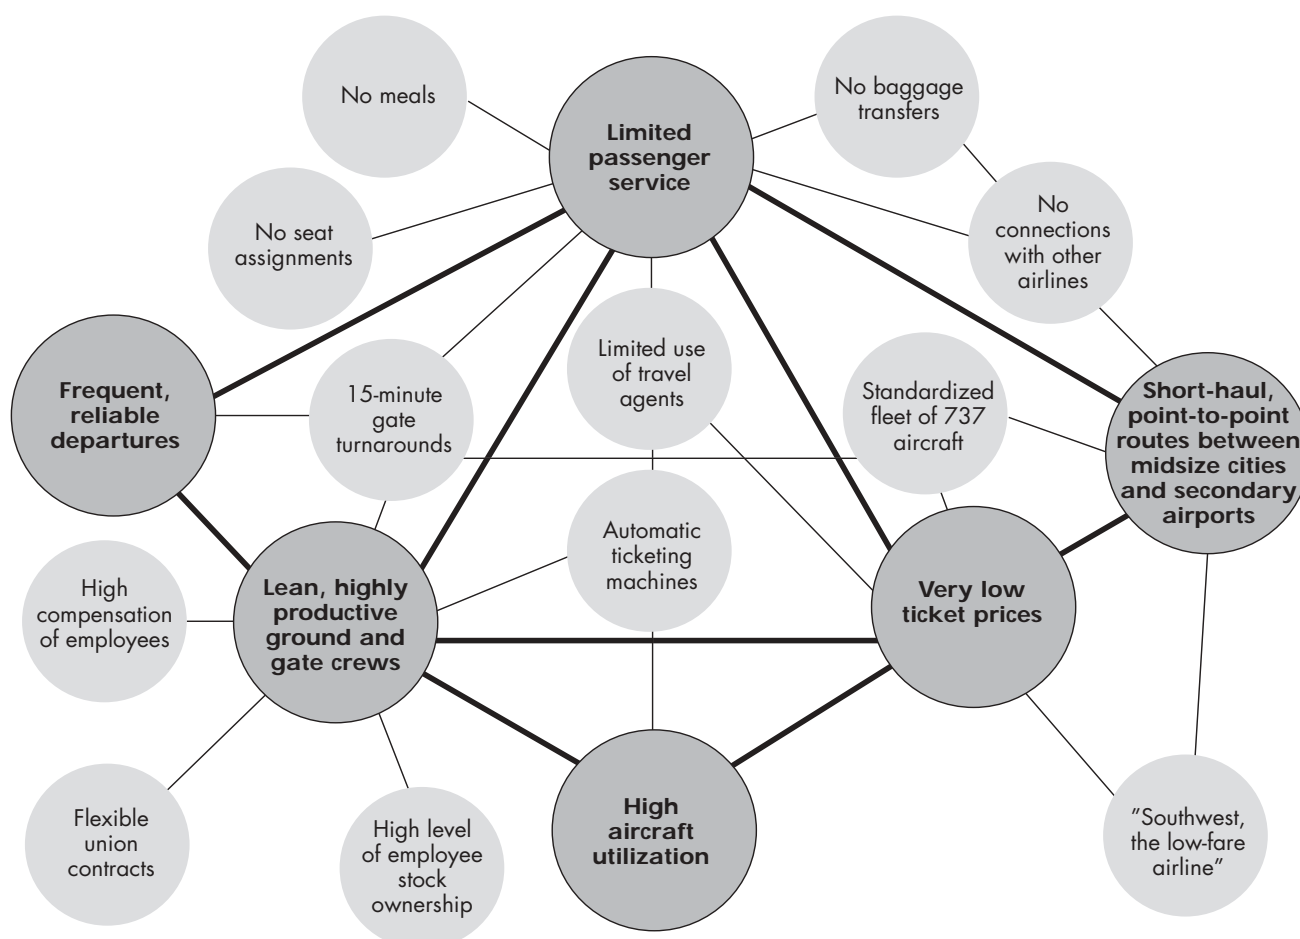 No meals
Limited
passenger
service
No baggage
transfers
No seat
assignments
No
connections
with other
airlines
Frequent,
reliable
departures
15-minute
gate
turnarounds
Limited use
of travel
agents
Standardized
fleet of 737
aircraft
Short-haul,
point-to-point
routes between
midsize cities
and secondary
airports
High
compensation
of employees
Lean, highly
productive
ground and
gate crews
Automatic
ticketing
machines
Very low
ticket prices
Flexible
union
contracts
High level
of employee
stock
ownership
High
aircraft
utilization
"Southwest,
the low-fare
airline"